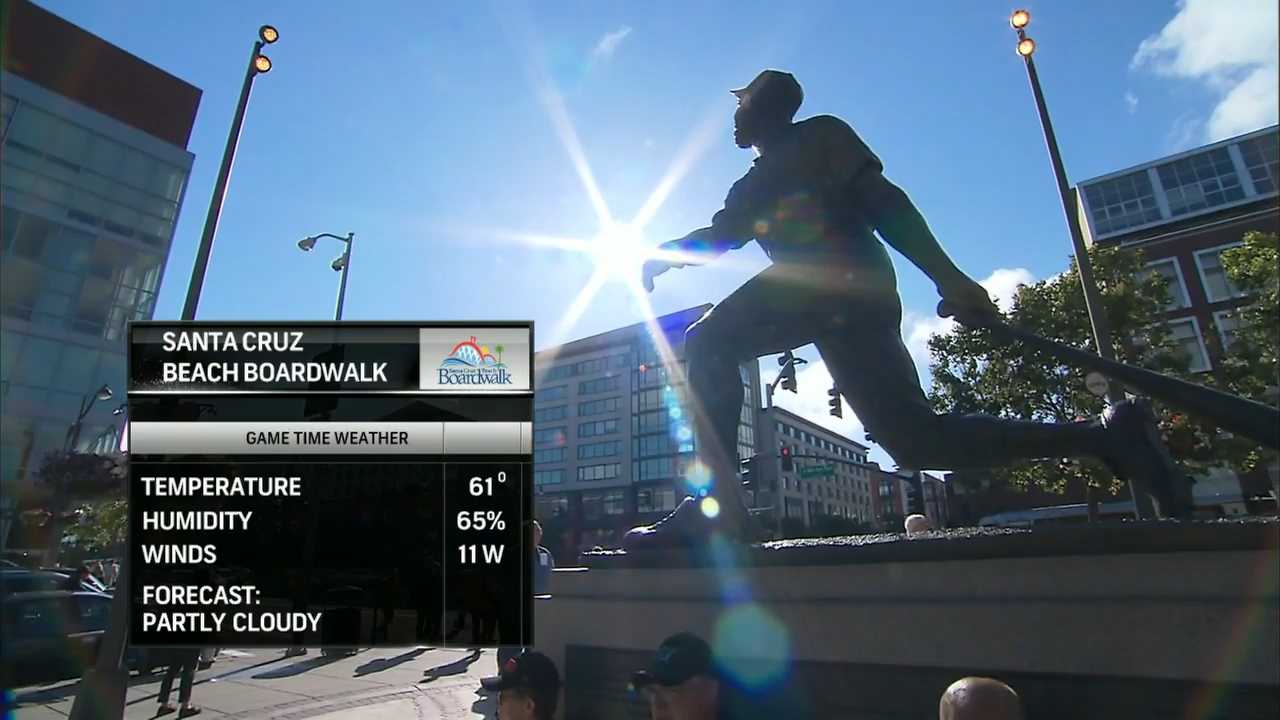 SANTA CRUZ
BEACH BOARDWALK
Santa Cruz Beach
Boardwalk
GAME TIME WEATHER
TEMPERATURE 61°
HUMIDITY 65%
WINDS 11 W
FORECAST:
PARTLY CLOUDY